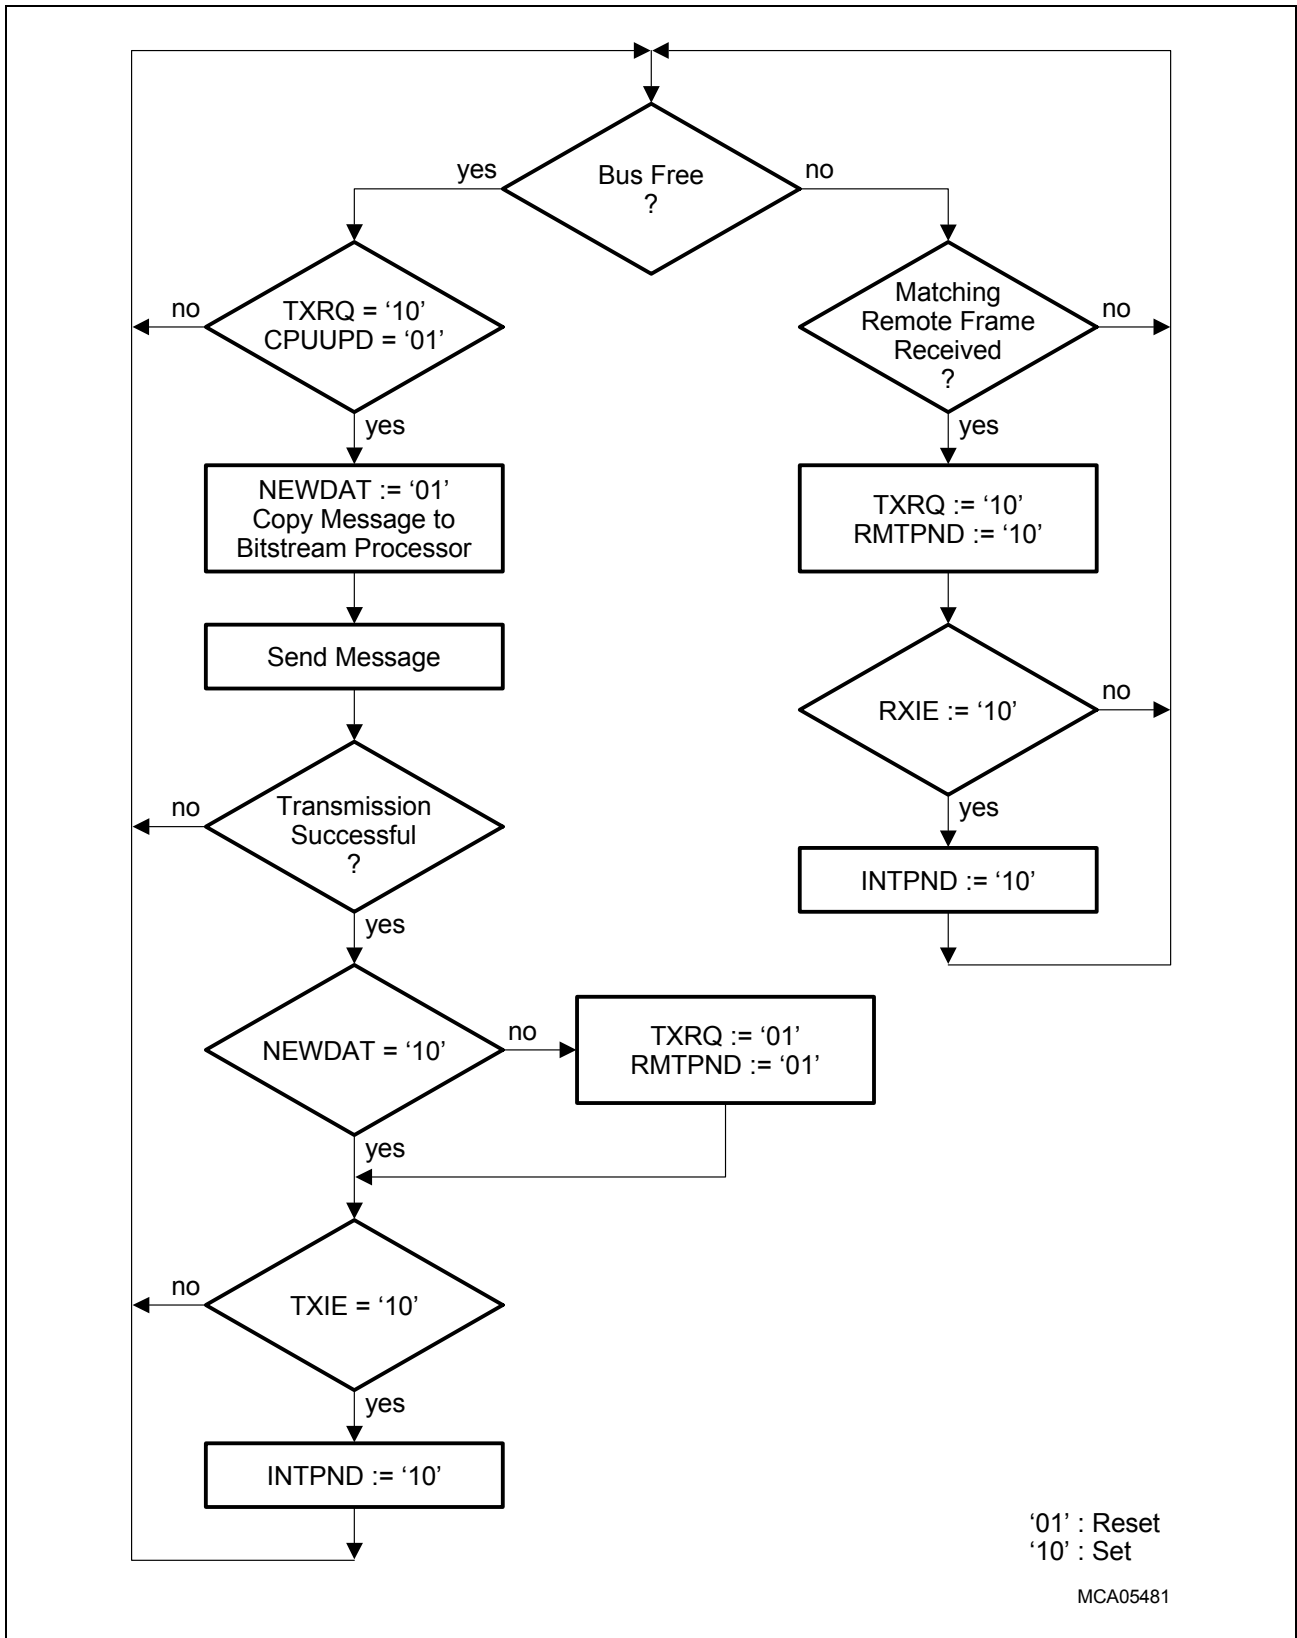 Bus Free
?
yes
no
TXRQ = ‘10’
CPUUPD = ‘01’
no
yes
Matching
Remote Frame
Received
?
no
yes
NEWDAT := ‘01’
Copy Message to
Bitstream Processor
TXRQ := ‘10’
RMTPND := ‘10’
Send Message
RXIE := ‘10’
no
yes
Transmission
Successful
?
no
yes
INTPND := ‘10’
NEWDAT = ‘10’
no
yes
TXRQ := ‘01’
RMTPND := ‘01’
TXIE = ‘10’
no
yes
INTPND := ‘10’
‘01’ : Reset
‘10’ : Set
MCA05481